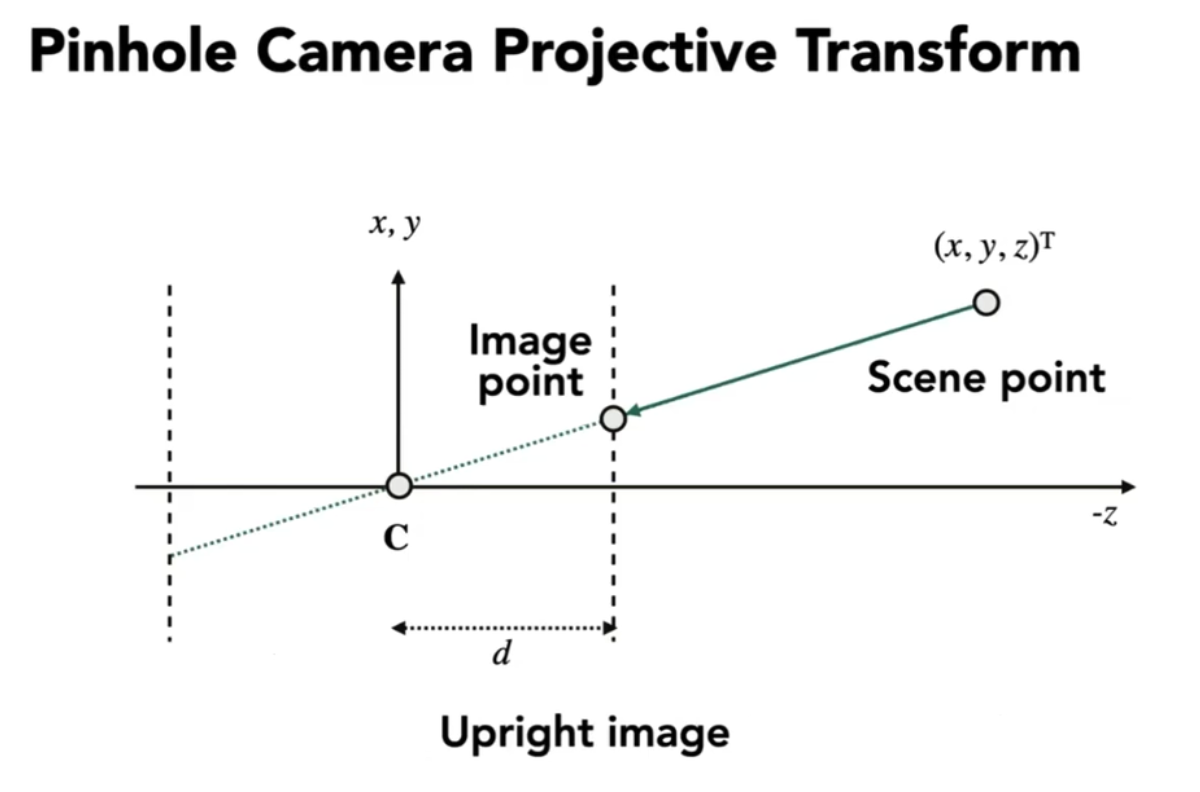 Pinhole Camera Projective Transform
x, y
(x, y, z)ᵀ
Image
point
Scene point
C
-z
d
Upright image